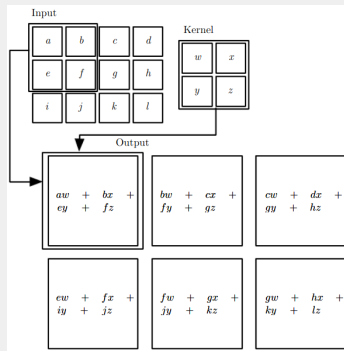 Input
Kernel
a b c d
w x
e f g h
y z
i j k l
Output
aw + bx +
ey + fz
bw + cx +
fy + gz
cw + dx +
gy + hz
ew + fx +
iy + jz
fw + gx +
jy + kz
gw + hx +
ky + lz